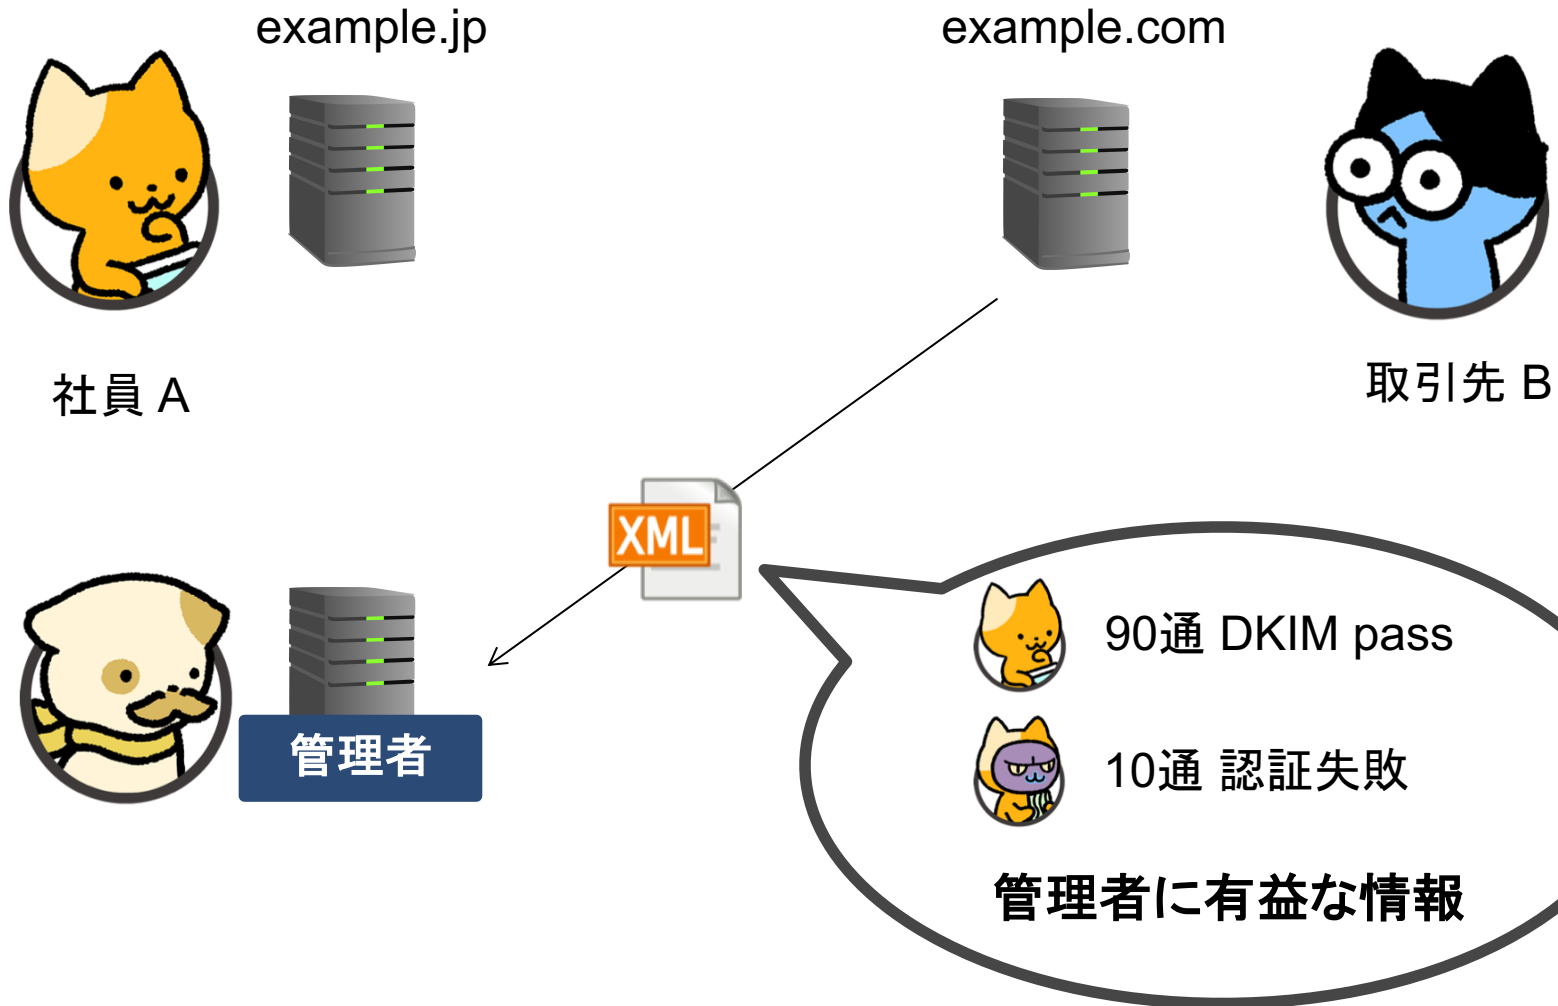 example.jp
example.com
社員 A
取引先 B
XML
90通 DKIM pass
管理者
10通 認証失敗
管理者に有益な情報